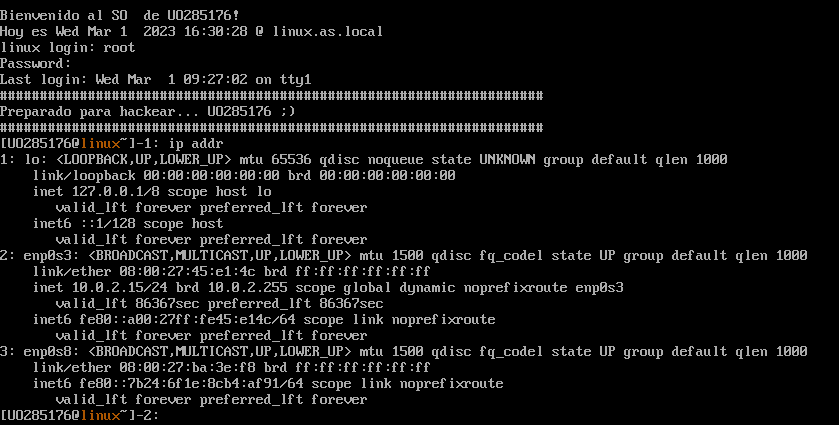 Bienvenido al SO  de UO285176!
Hoy es Wed Mar 1  2023 16:30:28 @ linux.as.local
linux login: root
Password:
Last login: Wed Mar  1 09:27:02 on tty1
####################################################################
Preparado para hackear... UO285176 ;)
####################################################################
[UO285176@linux~]-1: ip addr
1: lo: <LOOPBACK,UP,LOWER_UP> mtu 65536 qdisc noqueue state UNKNOWN group default qlen 1000
    link/loopback 00:00:00:00:00:00 brd 00:00:00:00:00:00
    inet 127.0.0.1/8 scope host lo
       valid_lft forever preferred_lft forever
    inet6 ::1/128 scope host
       valid_lft forever preferred_lft forever
2: enp0s3: <BROADCAST,MULTICAST,UP,LOWER_UP> mtu 1500 qdisc fq_codel state UP group default qlen 1000
    link/ether 08:00:27:45:e1:4c brd ff:ff:ff:ff:ff:ff
    inet 10.0.2.15/24 brd 10.0.2.255 scope global dynamic noprefixroute enp0s3
       valid_lft 86367sec preferred_lft 86367sec
    inet6 fe80::a00:27ff:fe45:e14c/64 scope link noprefixroute
       valid_lft forever preferred_lft forever
3: enp0s8: <BROADCAST,MULTICAST,UP,LOWER_UP> mtu 1500 qdisc fq_codel state UP group default qlen 1000
    link/ether 08:00:27:ba:3e:f8 brd ff:ff:ff:ff:ff:ff
    inet6 fe80::7b24:6f1e:8cb4:af91/64 scope link noprefixroute
       valid_lft forever preferred_lft forever
[UO285176@linux~]-2: